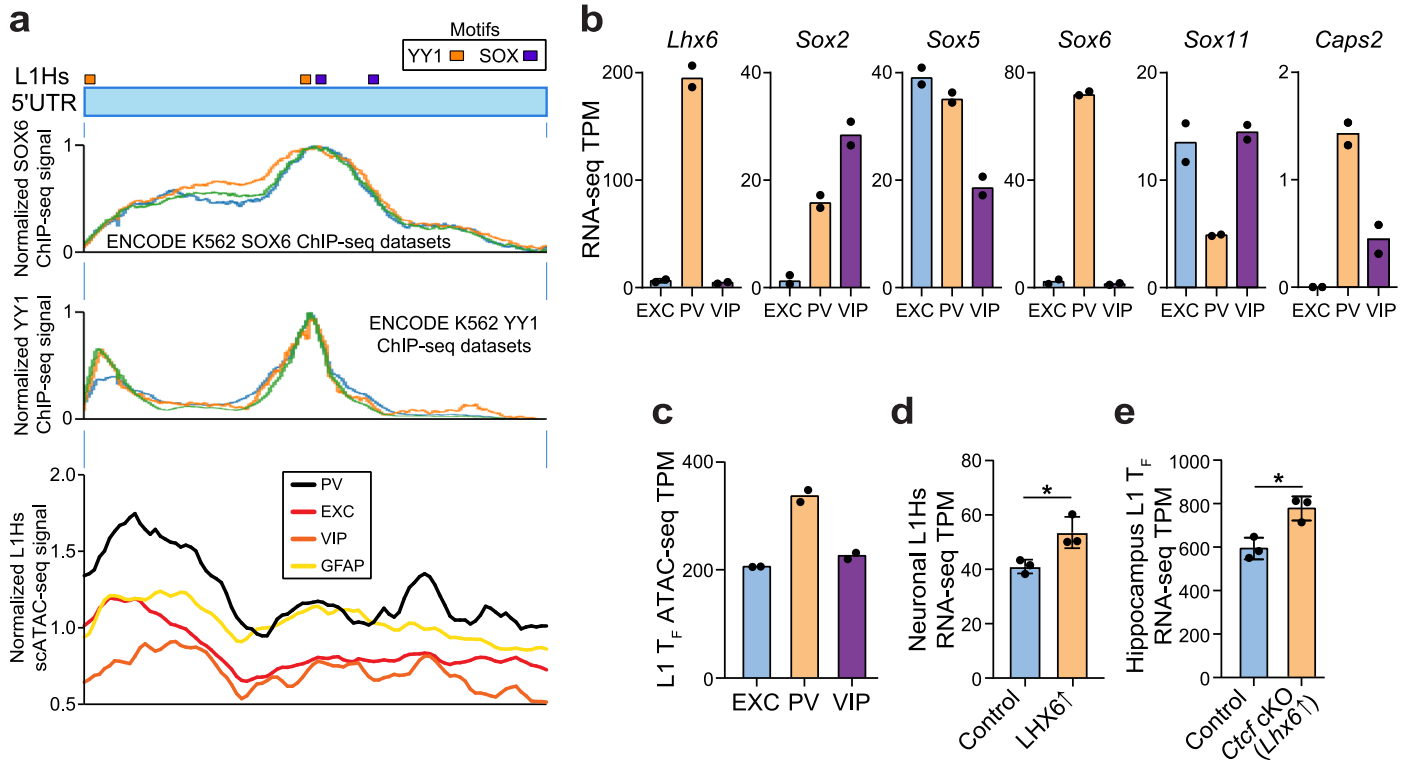 a
Motifs
YY1 SOX
L1Hs
5'UTR
Normalized SOX6
ChIP-seq signal
1
0
ENCODE K562 SOX6 ChIP-seq datasets
Normalized YY1
ChIP-seq signal
1
0
ENCODE K562 YY1
ChIP-seq datasets
Normalized L1Hs
scATAC-seq signal
2.0
1.5
1.0
0.5
PV
EXC
VIP
GFAP
b
RNA-seq TPM
Lhx6
200
100
0
EXC PV VIP
Sox2
40
20
0
EXC PV VIP
Sox5
40
20
0
EXC PV VIP
Sox6
80
40
0
EXC PV VIP
Sox11
20
10
0
EXC PV VIP
Caps2
2
1
0
EXC PV VIP
c
L1 TF ATAC-seq TPM
400
200
0
EXC PV VIP
d
Neuronal L1Hs
RNA-seq TPM
80
60
40
20
0
*
Control
LHX6↑
e
Hippocampus L1 TF
RNA-seq TPM
1000
800
600
400
200
0
*
Control
Ctcf cKO
(Lhx6↑)